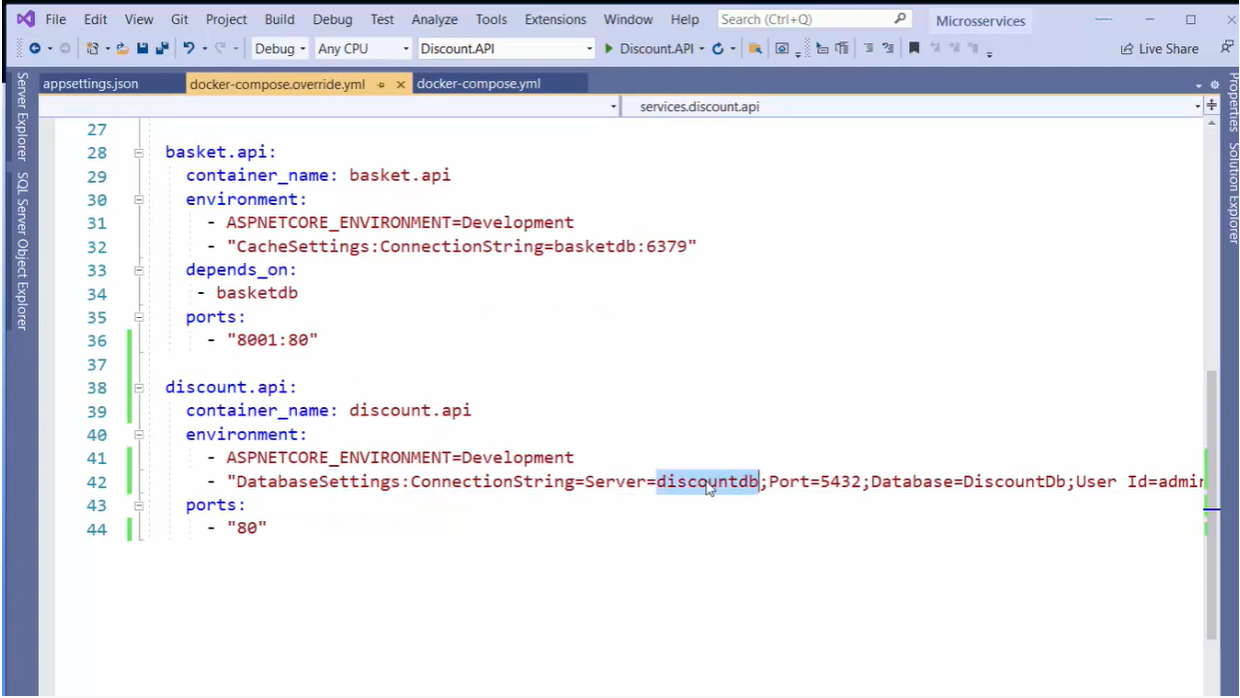 File Edit View Git Project Build Debug Test Analyze Tools Extensions Window Help Search (Ctrl+Q) Microsservices
Debug Any CPU Discount.API Discount.API Live Share
appsettings.json docker-compose.override.yml docker-compose.yml
services.discount.api
Server Explorer
SQL Server Object Explorer
Properties
Solution Explorer
27
28 basket.api:
29 container_name: basket.api
30 environment:
31 - ASPNETCORE_ENVIRONMENT=Development
32 - "CacheSettings:ConnectionString=basketdb:6379"
33 depends_on:
34 - basketdb
35 ports:
36 - "8001:80"
37
38 discount.api:
39 container_name: discount.api
40 environment:
41 - ASPNETCORE_ENVIRONMENT=Development
42 - "DatabaseSettings:ConnectionString=Server=discountdb;Port=5432;Database=DiscountDb;User Id=admin
43 ports:
44 - "80"